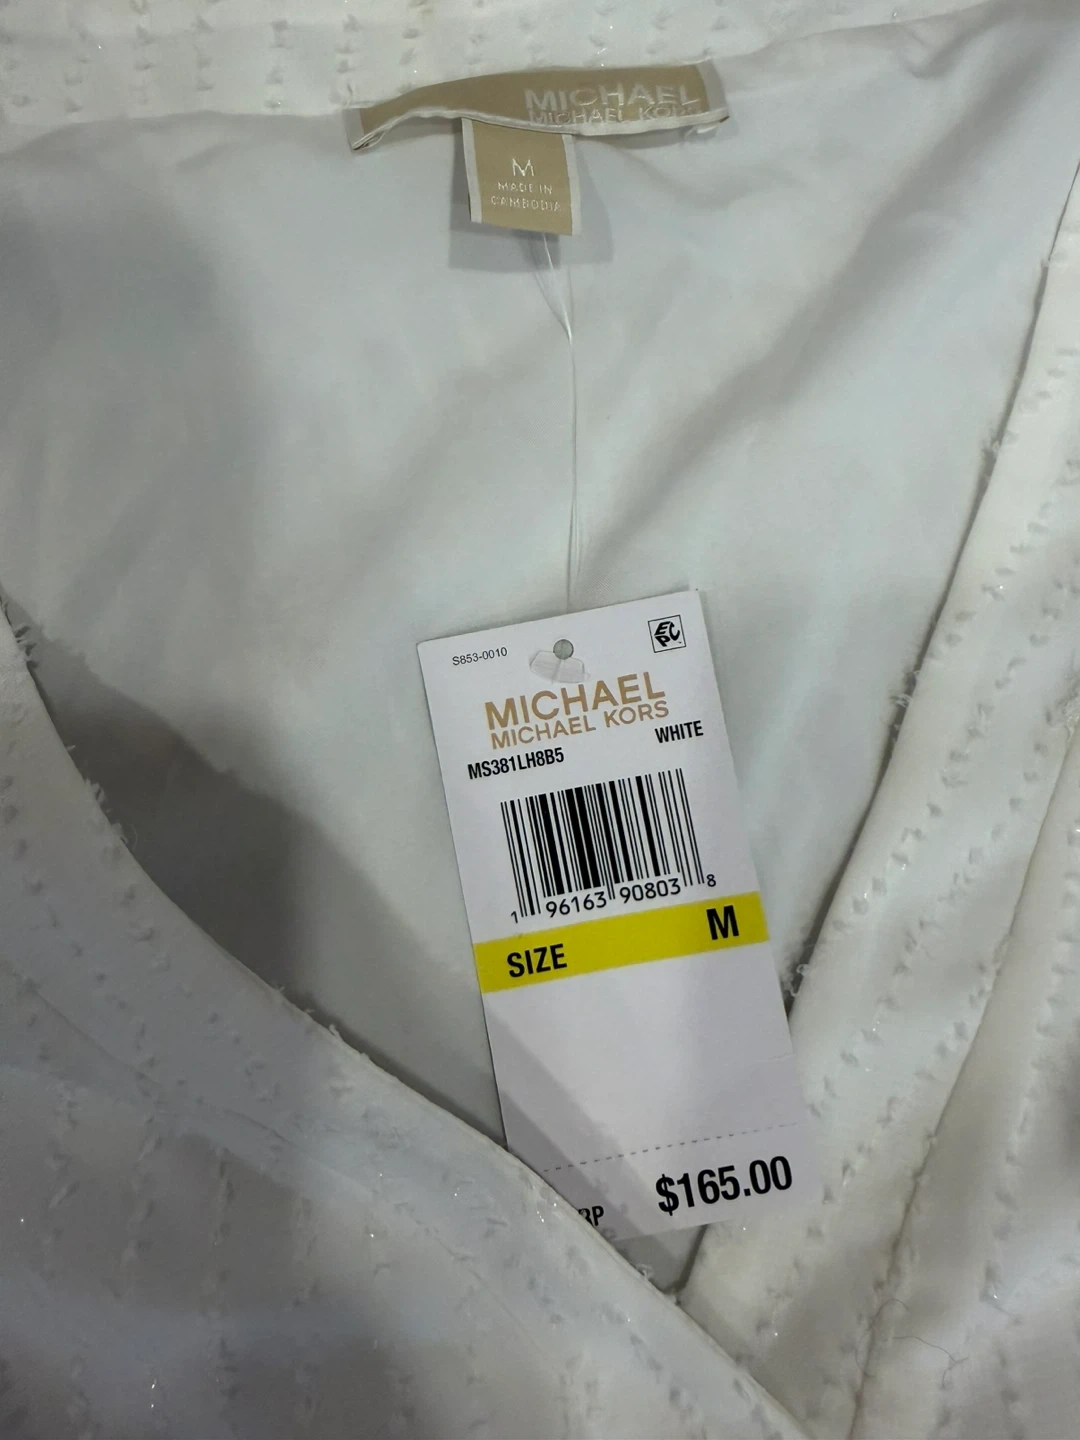 MICHAEL
MICHAEL KORS
M
MADE IN
CAMBODIA
S853-0010
EPC
MICHAEL
MICHAEL KORS
MS381LH8B5
WHITE
1 96163 90803 8
SIZE M
$165.00